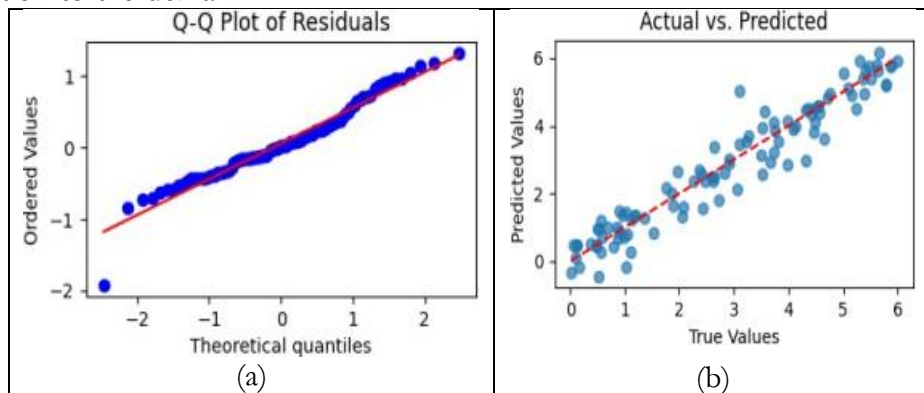 Q-Q Plot of Residuals
Ordered Values
1
0
−1
−2
−2
−1
0
1
2
Theoretical quantiles
(a)
Actual vs. Predicted
Predicted Values
6
4
2
0
0
1
2
3
4
5
6
True Values
(b)